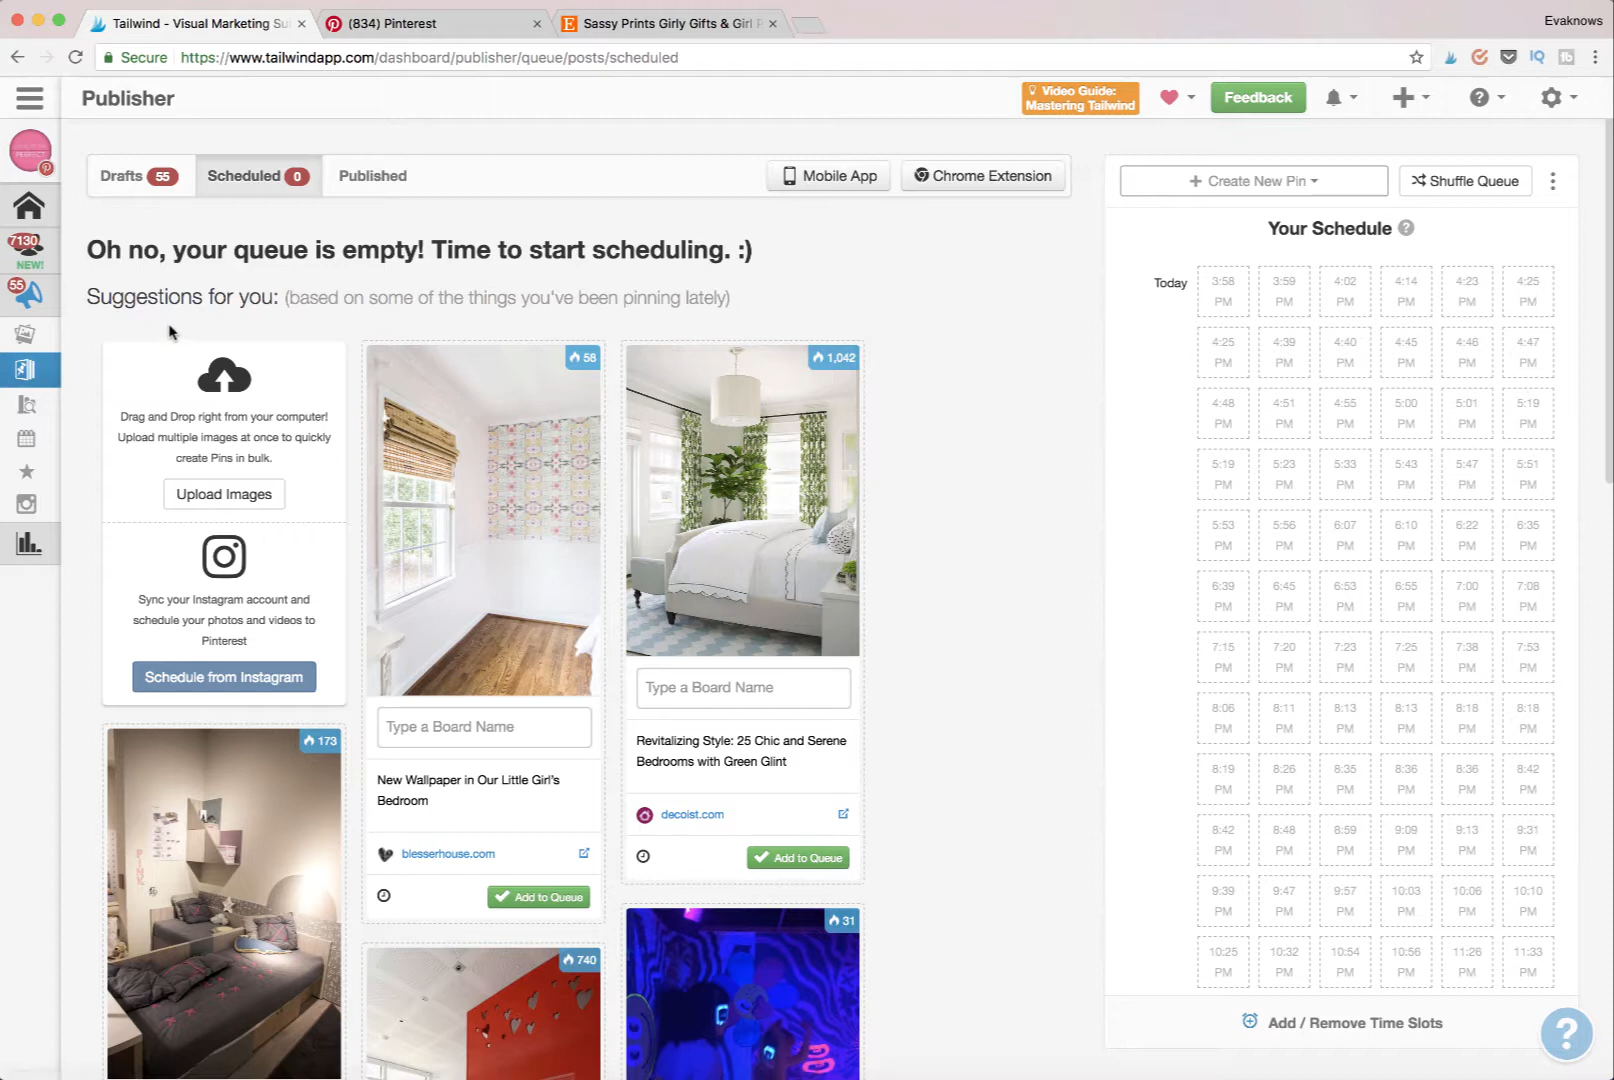 Tailwind - Visual Marketing Su
(834) Pinterest
Sassy Prints Girly Gifts & Girl P
Evaknows
Secure
https://www.tailwindapp.com/dashboard/publisher/queue/posts/scheduled
Publisher
Video Guide:
Mastering Tailwind
Feedback
7130
NEW!
55
Drafts 55
Scheduled 0
Published
Mobile App
Chrome Extension
Oh no, your queue is empty! Time to start scheduling. :)
Suggestions for you: (based on some of the things you've been pinning lately)
Drag and Drop right from your computer!
Upload multiple images at once to quickly
create Pins in bulk.
Upload Images
Sync your Instagram account and
schedule your photos and videos to
Pinterest
Schedule from Instagram
173
58
Type a Board Name
New Wallpaper in Our Little Girl's
Bedroom
blesserhouse.com
Add to Queue
740
1,042
Type a Board Name
Revitalizing Style: 25 Chic and Serene
Bedrooms with Green Glint
decoist.com
Add to Queue
31
+ Create New Pin
Shuffle Queue
Your Schedule ?
Today
3:58 PM 3:59 PM 4:02 PM 4:14 PM 4:23 PM 4:25 PM
4:25 PM 4:39 PM 4:40 PM 4:45 PM 4:46 PM 4:47 PM
4:48 PM 4:51 PM 4:55 PM 5:00 PM 5:01 PM 5:19 PM
5:19 PM 5:23 PM 5:33 PM 5:43 PM 5:47 PM 5:51 PM
5:53 PM 5:56 PM 6:07 PM 6:10 PM 6:22 PM 6:35 PM
6:39 PM 6:45 PM 6:53 PM 6:55 PM 7:00 PM 7:08 PM
7:15 PM 7:20 PM 7:23 PM 7:25 PM 7:38 PM 7:53 PM
8:06 PM 8:11 PM 8:13 PM 8:13 PM 8:18 PM 8:18 PM
8:19 PM 8:26 PM 8:35 PM 8:36 PM 8:36 PM 8:42 PM
8:42 PM 8:48 PM 8:59 PM 9:09 PM 9:13 PM 9:31 PM
9:39 PM 9:47 PM 9:57 PM 10:03 PM 10:06 PM 10:10 PM
10:25 PM 10:32 PM 10:54 PM 10:56 PM 11:26 PM 11:33 PM
Add / Remove Time Slots
?